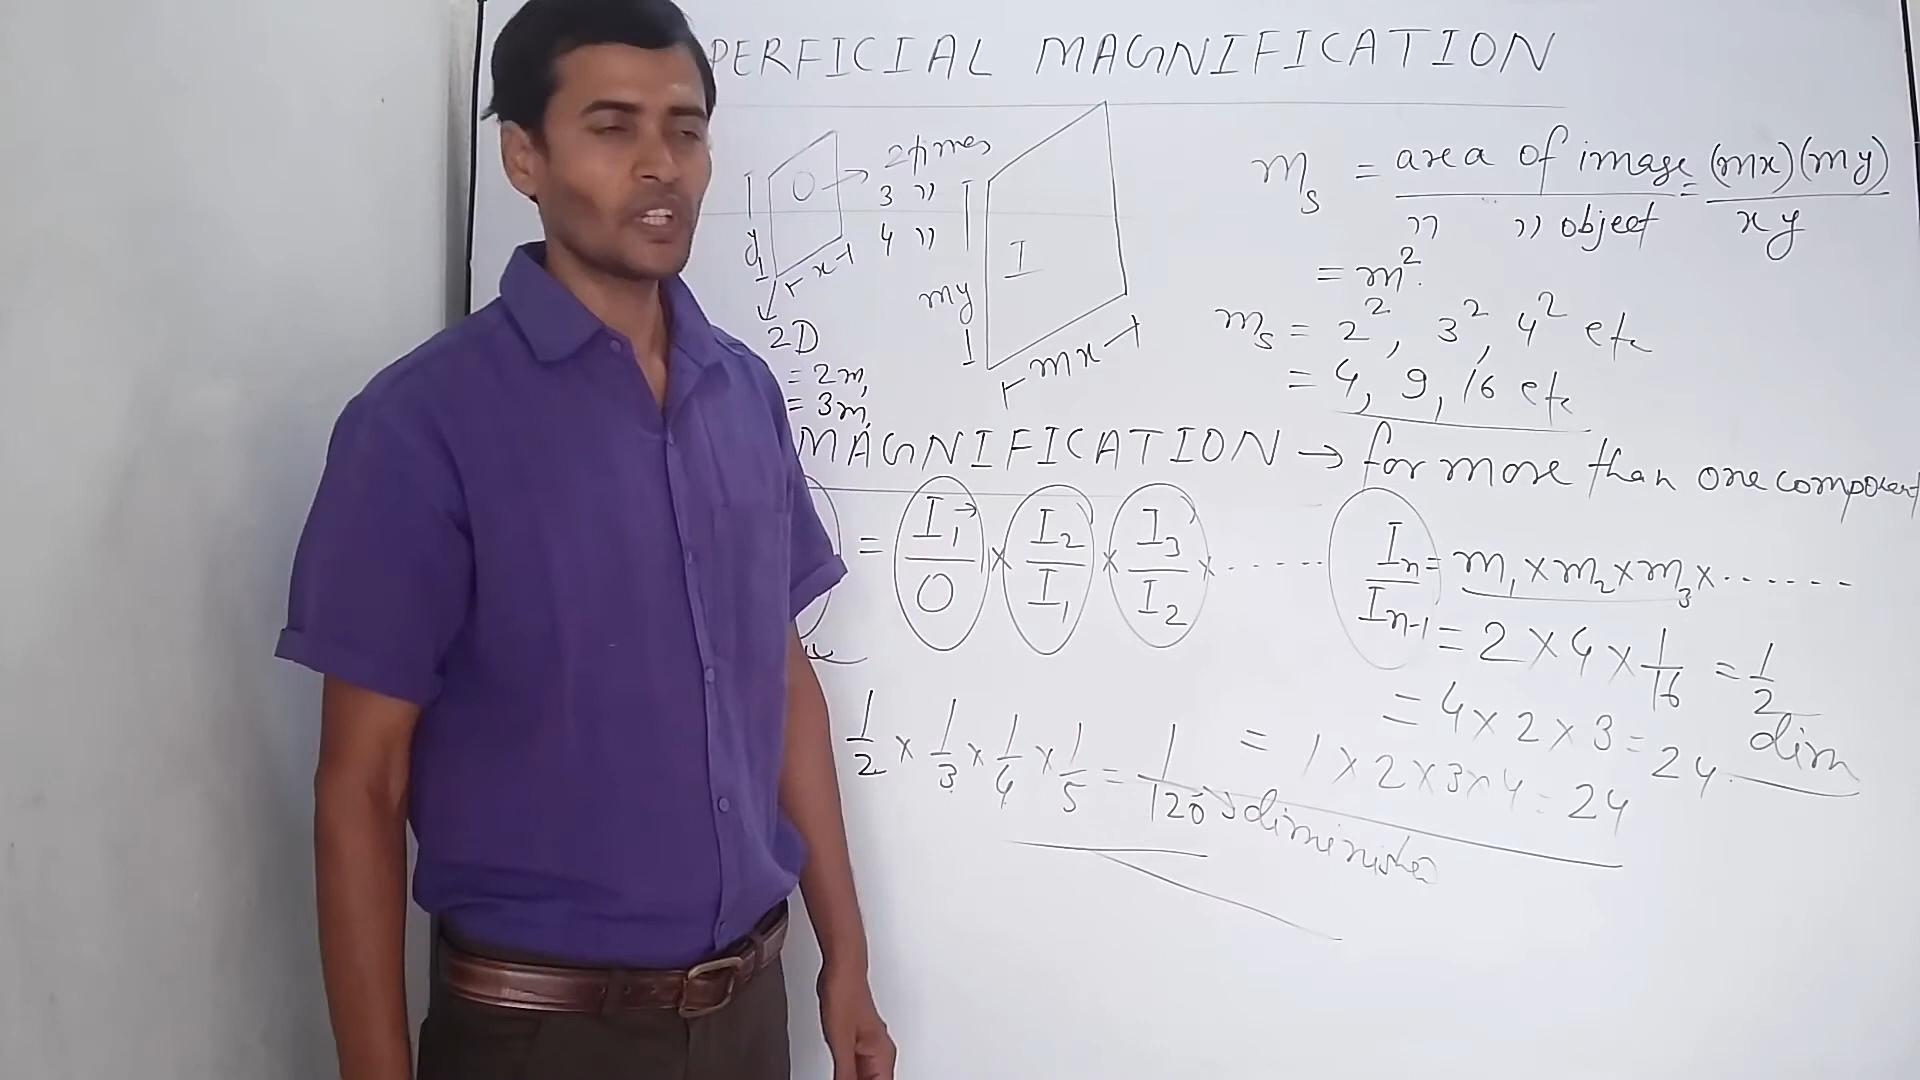 PERFICIAL MAGNIFICATION
O → 2 times
3 "
4 "
y
x
2D
= 2m,
= 3m,
I
my
mx
m_s = area of image / " " object = (mx)(my) / xy
= m².
m_s = 2², 3², 4² etc
= 4, 9, 16 etc
MAGNIFICATION → for more than one component
= I₁/O × I₂/I₁ × I₃/I₂ × ...... Iₙ/Iₙ₋₁ = m₁ × m₂ × m₃ × ......
= 2 × 4 × 1/16 = 1/2 dim
= 4 × 2 × 3 = 24
= 1 × 2 × 3 × 4 = 24
1/2 × 1/3 × 1/4 × 1/5 = 1/120 → diminished